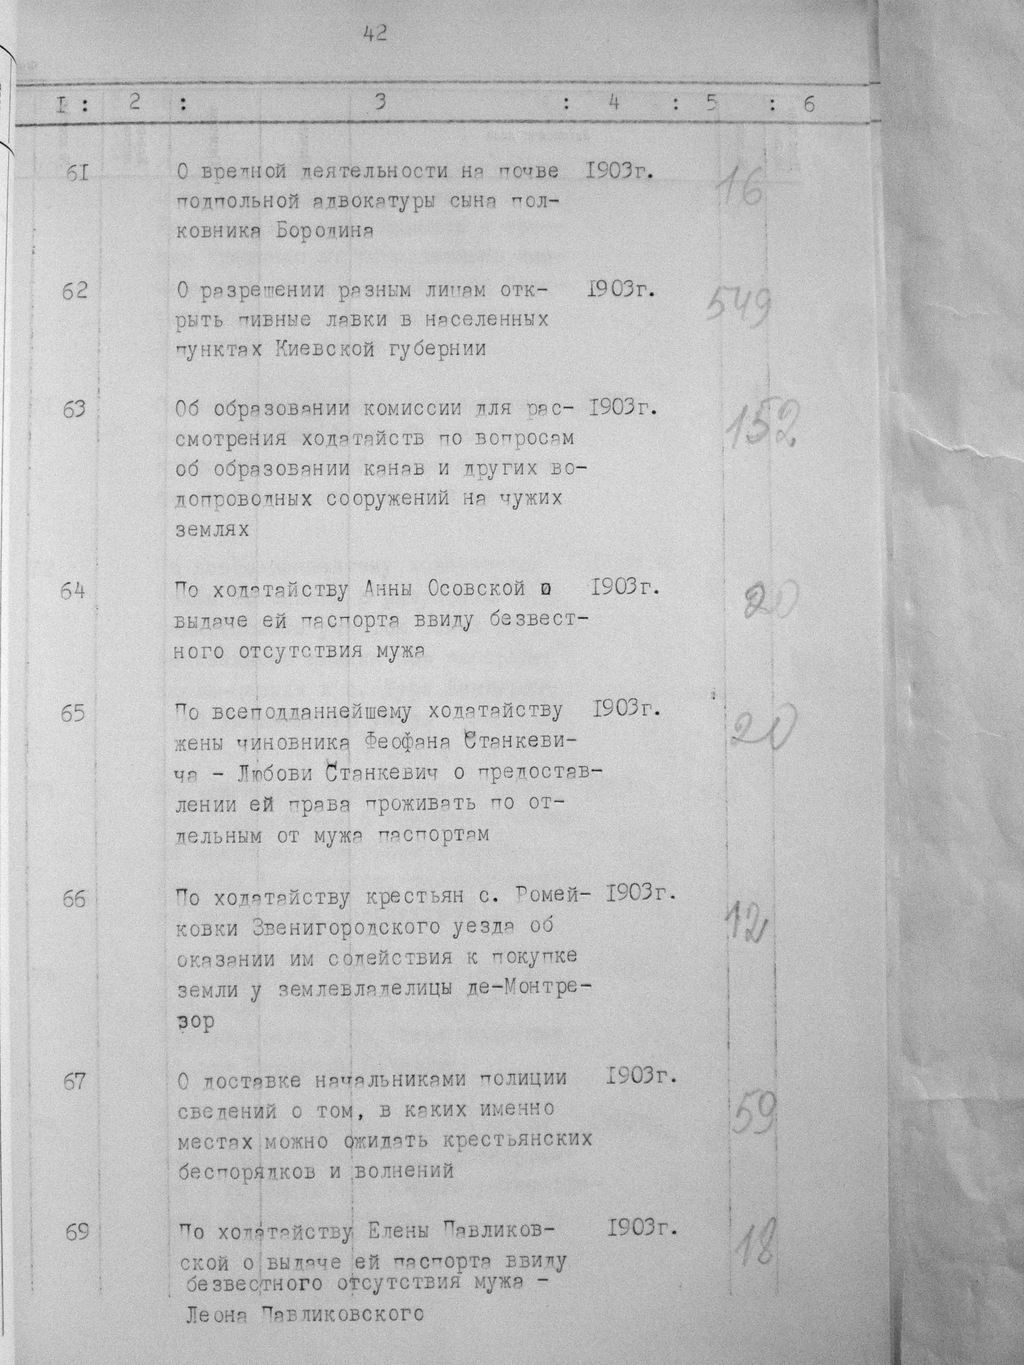 42
I : 2 : 3 : 4 : 5 : 6
61 О вредной деятельности на почве 1903г. 16
подпольной адвокатуры сына пол-
ковника Бородина
62 О разрешении разным лицам отк- 1903г. 549
рыть пивные лавки в населенных
пунктах Киевской губернии
63 Об образовании комиссии для рас- 1903г. 152
смотрения ходатайств по вопросам
об образовании канав и других во-
допроводных сооружений на чужих
землях
64 По ходатайству Анны Осовской о 1903г. 20
выдаче ей паспорта ввиду безвест-
ного отсутствия мужа
65 По всеподданнейшему ходатайству 1903г. 20
жены чиновника Феофана Станкеви-
ча - Любови Станкевич о предостав-
лении ей права проживать по от-
дельным от мужа паспортам
66 По ходатайству крестьян с. Ромей- 1903г. 12
ковки Звенигородского уезда об
оказании им содействия к покупке
земли у землевладелицы де-Монтре-
зор
67 О доставке начальниками полиции 1903г. 59
сведений о том, в каких именно
местах можно ожидать крестьянских
беспорядков и волнений
69 По ходатайству Елены Павликов- 1903г. 18
ской о выдаче ей паспорта ввиду
безвестного отсутствия мужа -
Леона Павликовского